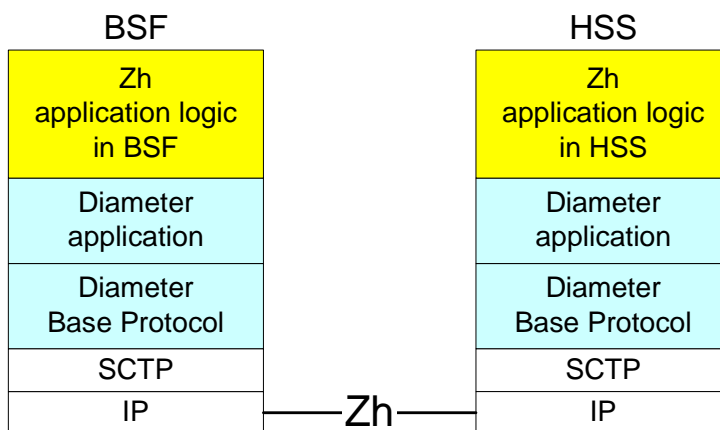 BSF
HSS
Zh
application logic
in BSF
Zh
application logic
in HSS
Diameter
application
Diameter
application
Diameter
Base Protocol
Diameter
Base Protocol
SCTP
SCTP
IP
Zh
IP